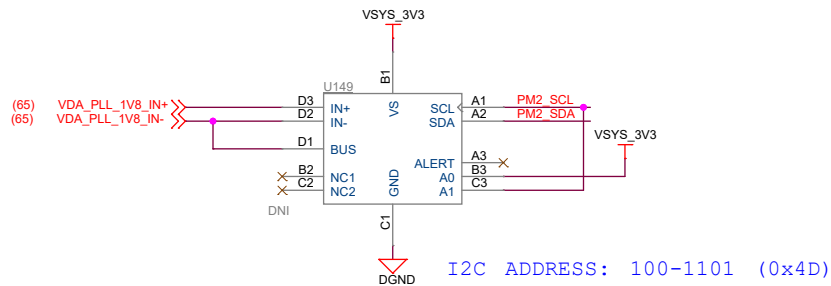 VSYS_3V3
B1
U149
VS
(65) VDA_PLL_1V8_IN+ D3 IN+ SCL A1 PM2_SCL
(65) VDA_PLL_1V8_IN- D2 IN- SDA A2 PM2_SDA
VSYS_3V3
D1 BUS
ALERT A3
B2 NC1 A0 B3
C2 NC2 A1 C3
GND
DNI
C1
DGND
I2C ADDRESS: 100-1101 (0x4D)